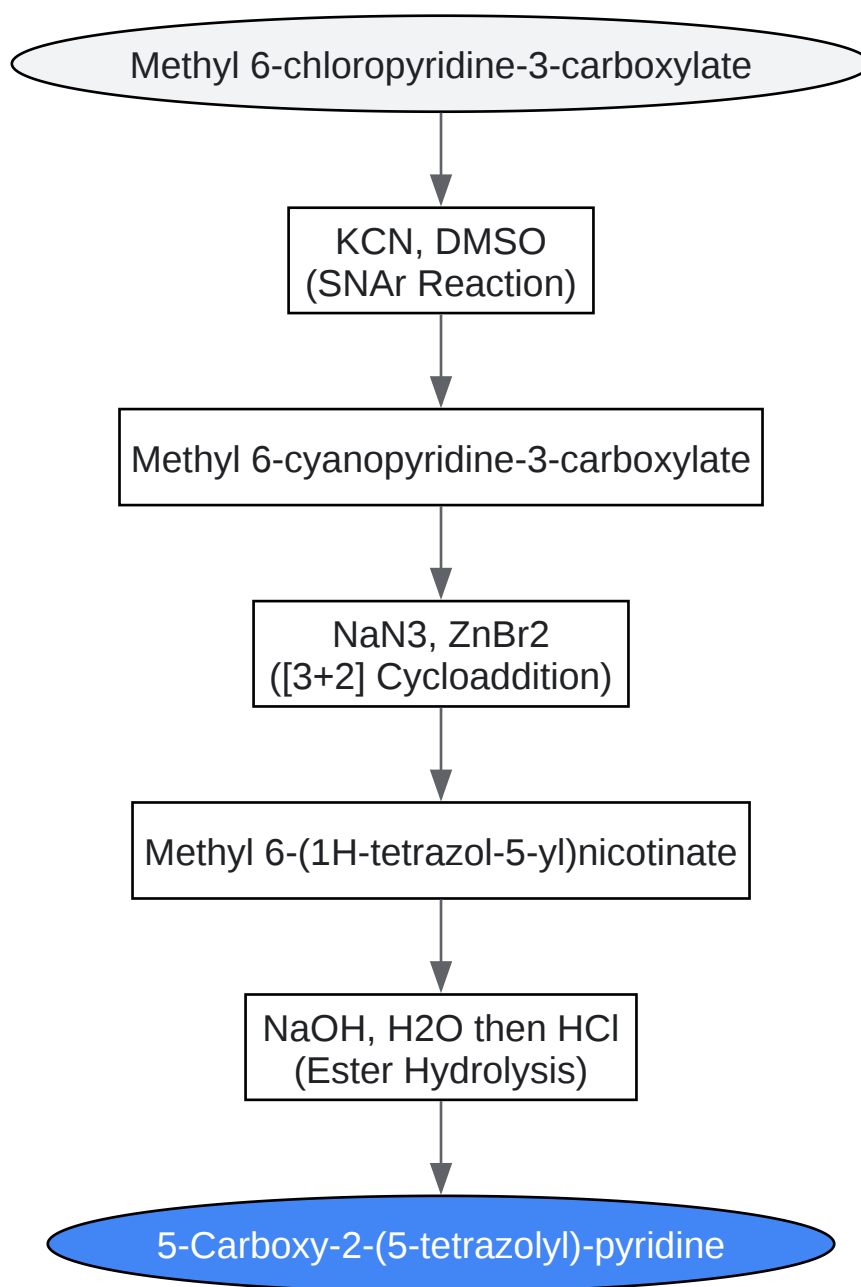 Methyl 6-chloropyridine-3-carboxylate
KCN, DMSO
(SNAr Reaction)
Methyl 6-cyanopyridine-3-carboxylate
NaN3, ZnBr2
([3+2] Cycloaddition)
Methyl 6-(1H-tetrazol-5-yl)nicotinate
NaOH, H2O then HCl
(Ester Hydrolysis)
5-Carboxy-2-(5-tetrazolyl)-pyridine